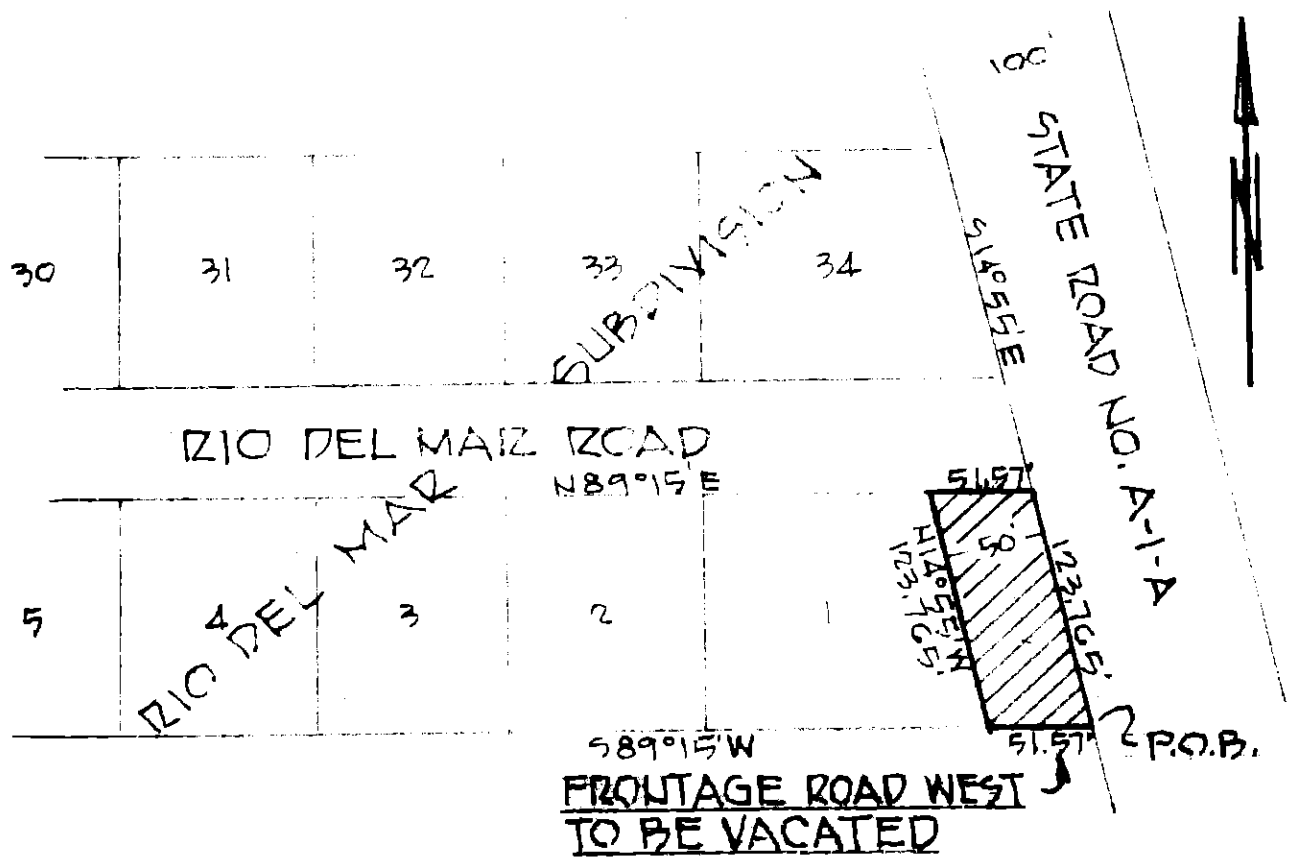 100'
STATE ROAD NO. A-1-A
N
S14°55'E
30
31
32
33
34
RIO DEL MAR SUBDIVISION
RIO DEL MAR ROAD
N89°15'E
51.57'
50'
N14°55'W
123.765'
123.765'
5
4
3
2
1
S89°15'W
51.57'
P.O.B.
FRONTAGE ROAD WEST
TO BE VACATED